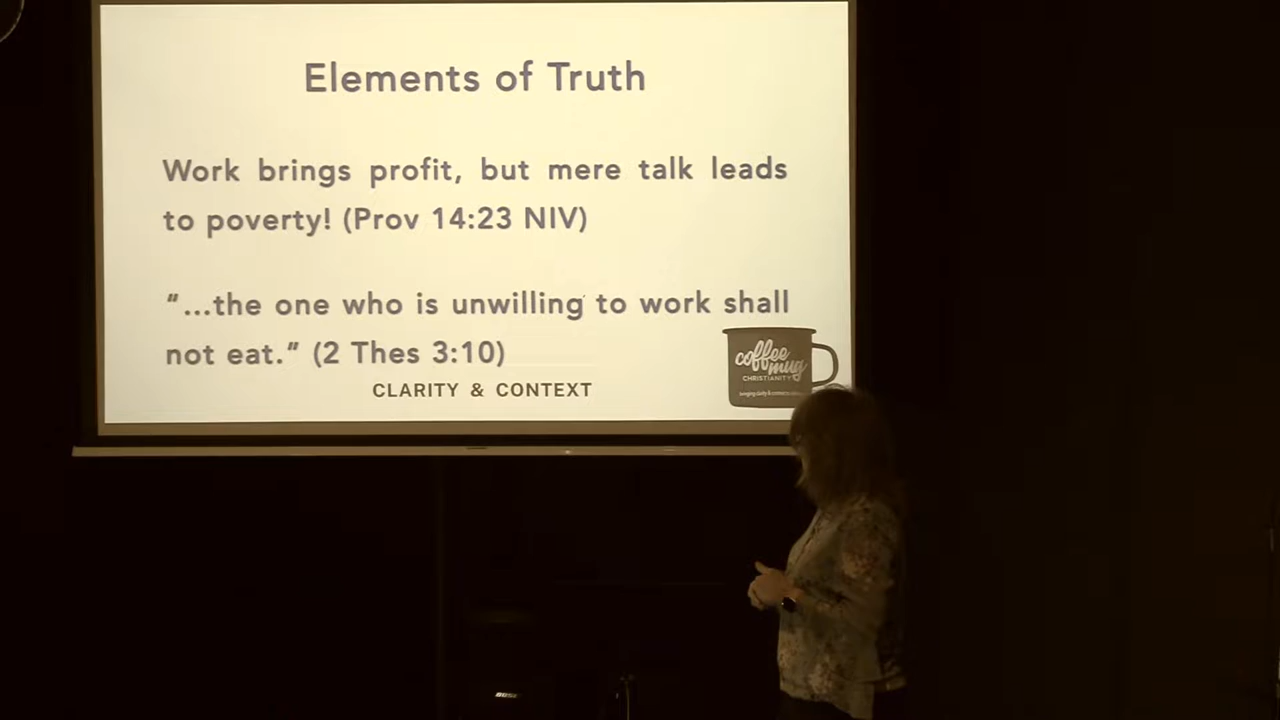 Elements of Truth
Work brings profit, but mere talk leads
to poverty! (Prov 14:23 NIV)
“...the one who is unwilling to work shall
not eat.” (2 Thes 3:10)
CLARITY & CONTEXT
coffee
mug
CHRISTIANITY
BOSE